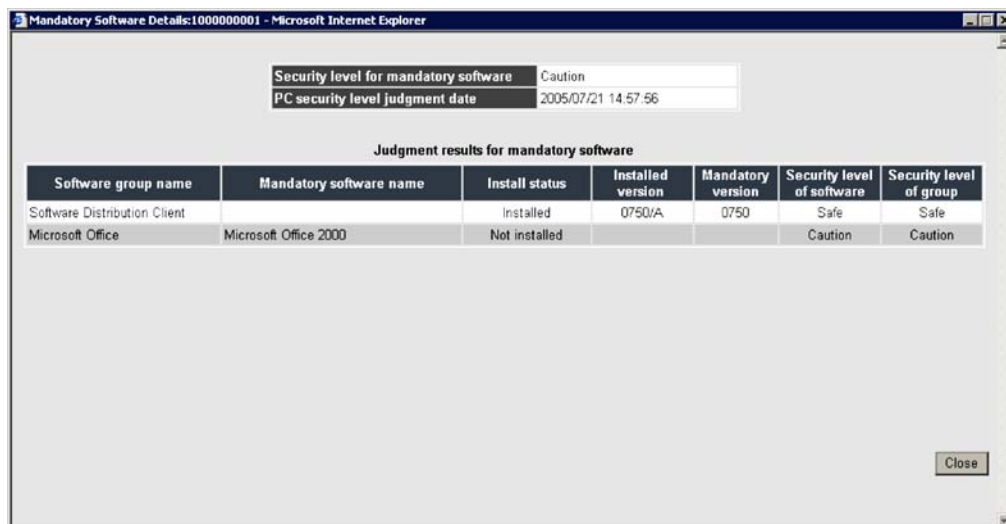 Mandatory Software Details:1000000001 - Microsoft Internet Explorer
Security level for mandatory software Caution
PC security level judgment date 2005/07/21 14:57:56
Judgment results for mandatory software
Software group name Mandatory software name Install status Installed version Mandatory version Security level of software Security level of group
Software Distribution Client Installed 0750/A 0750 Safe Safe
Microsoft Office Microsoft Office 2000 Not installed Caution Caution
Close